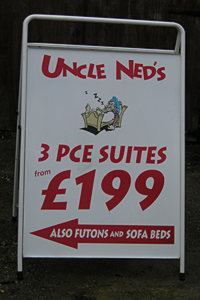 UNCLE NED'S
3 PCE SUITES
from
£199
ALSO FUTONS AND SOFA BEDS